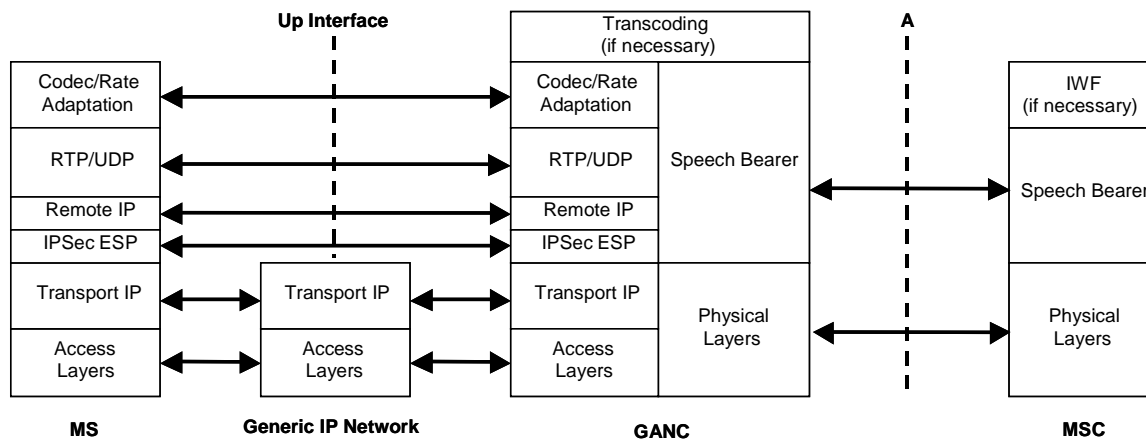 Up Interface
A
Transcoding
(if necessary)
Codec/Rate
Adaptation
Codec/Rate
Adaptation
IWF
(if necessary)
RTP/UDP
RTP/UDP
Speech Bearer
Speech Bearer
Remote IP
Remote IP
IPSec ESP
IPSec ESP
Transport IP
Transport IP
Transport IP
Physical
Layers
Physical
Layers
Access
Layers
Access
Layers
Access
Layers
MS
Generic IP Network
GANC
MSC